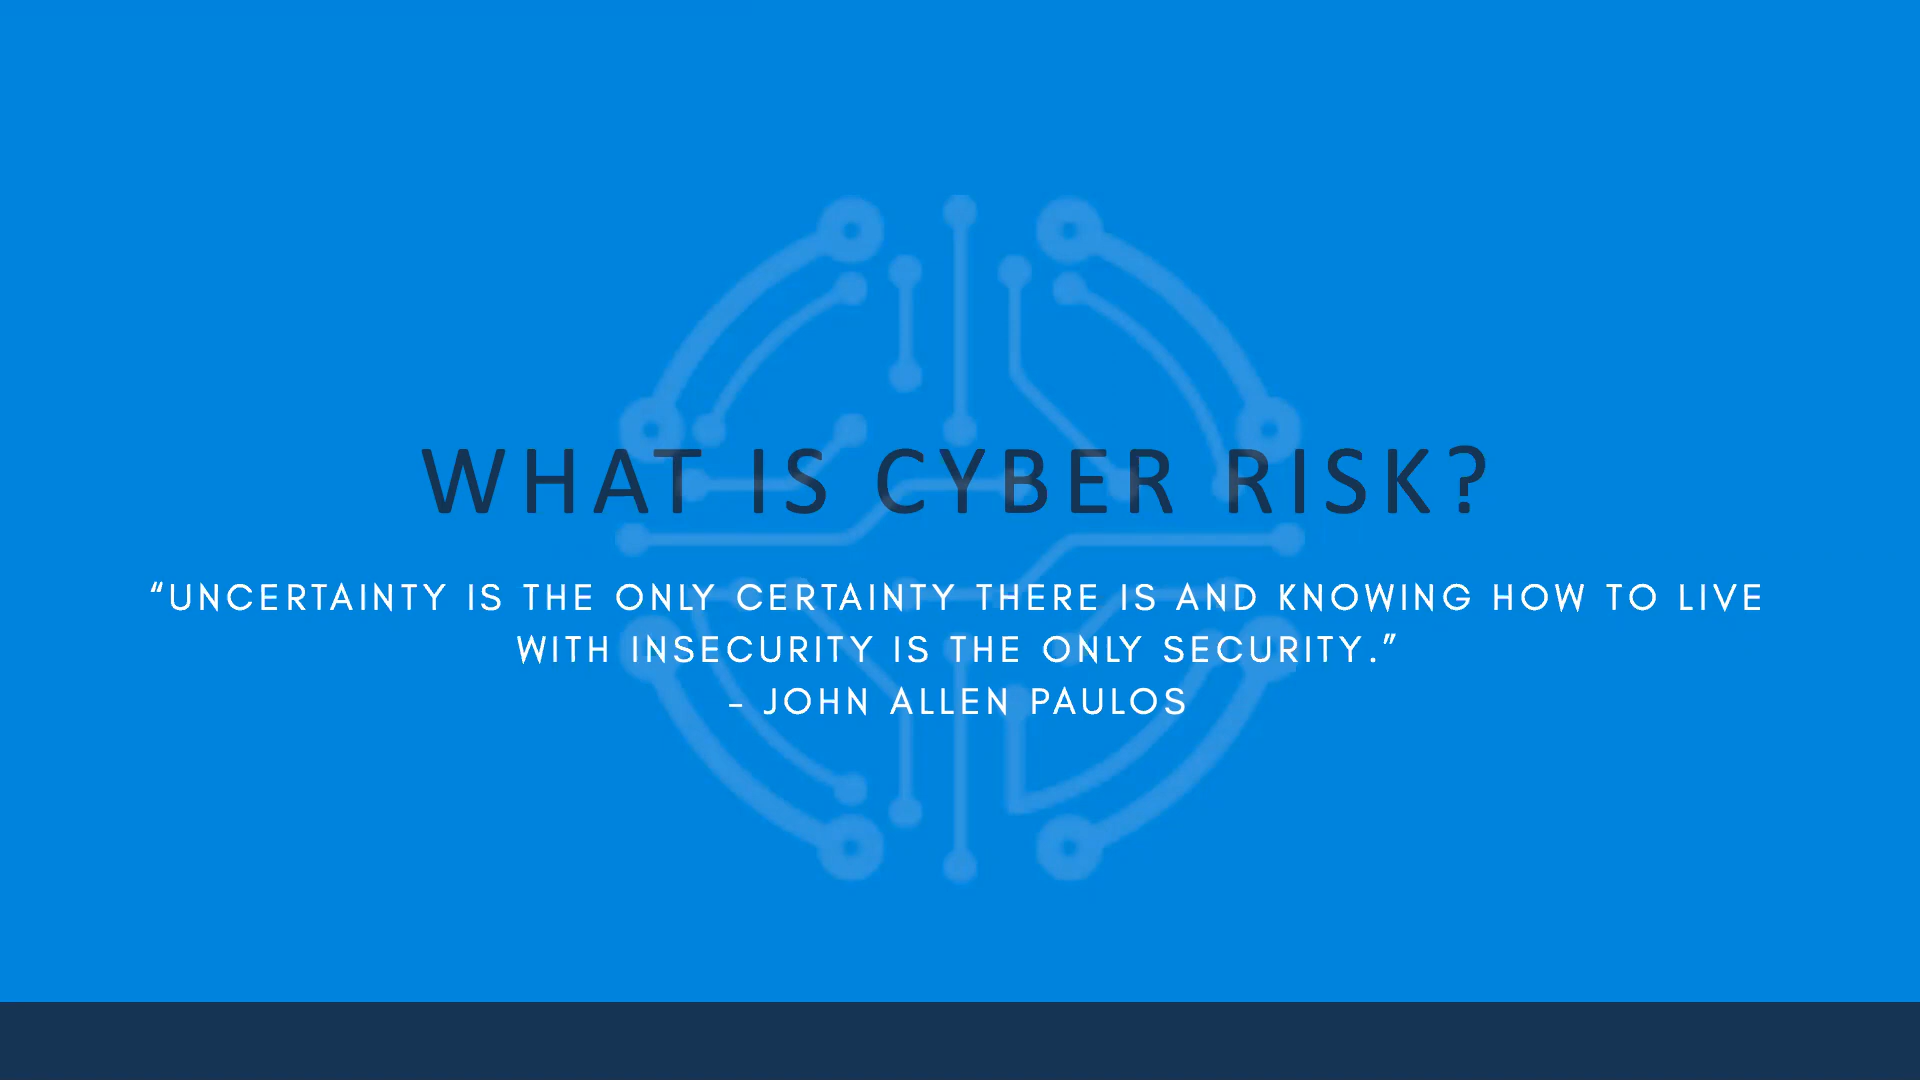 WHAT IS CYBER RISK?
“UNCERTAINTY IS THE ONLY CERTAINTY THERE IS AND KNOWING HOW TO LIVE
WITH INSECURITY IS THE ONLY SECURITY.”
– JOHN ALLEN PAULOS